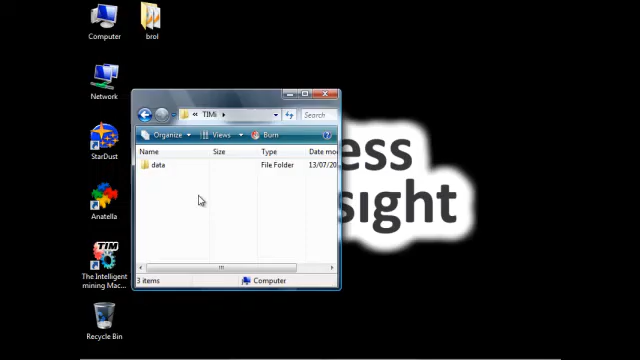 Computer
brol
Network
StarDust
Anatella
TIM
The Intelligent
mining Mac...
Recycle Bin
« TIMi
Search
Organize
Views
Burn
Name
Size
Type
Date mo
data
File Folder
13/07/20
3 items
Computer
ess
sıght